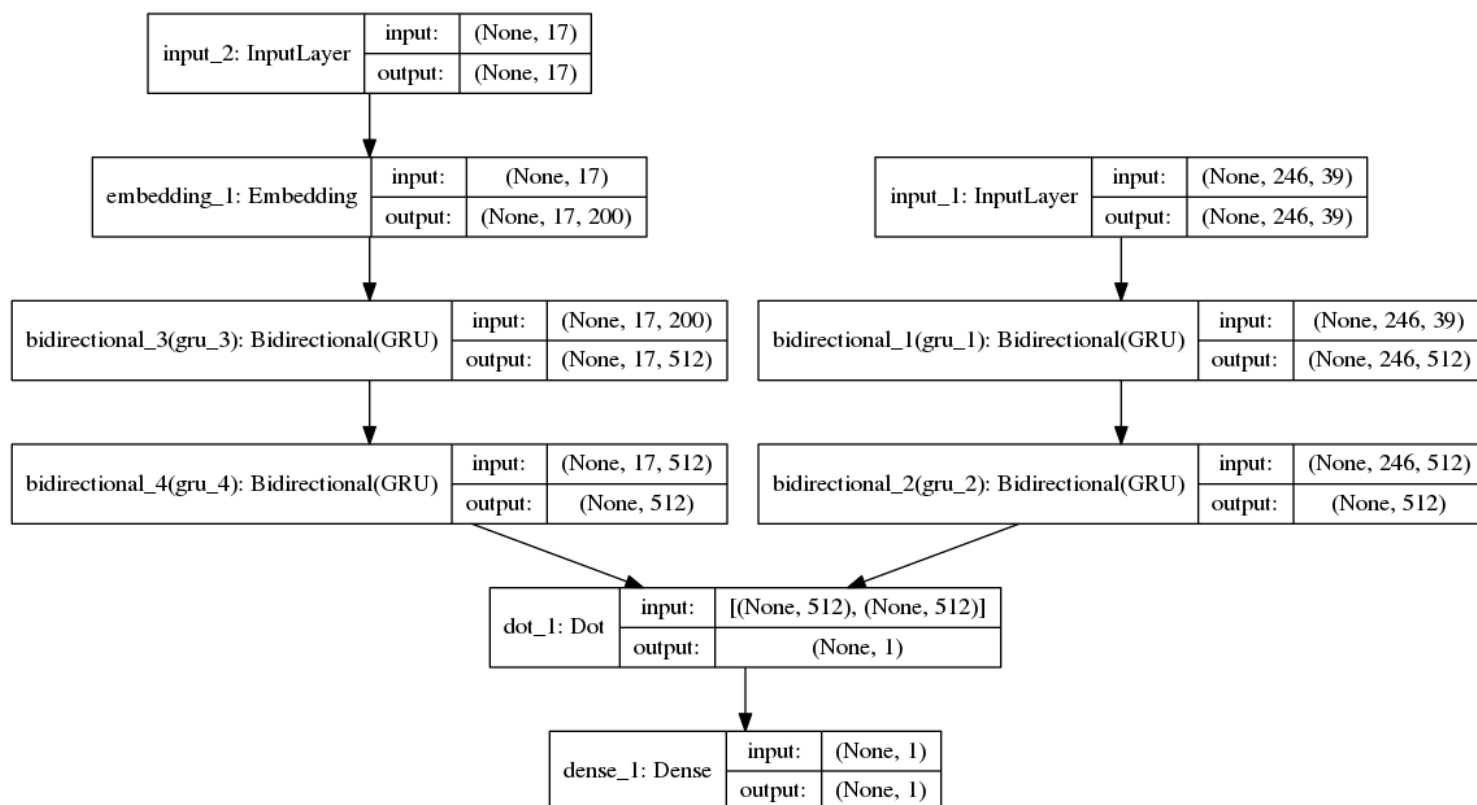 input_2: InputLayer
input: (None, 17)
output: (None, 17)
embedding_1: Embedding
input: (None, 17)
output: (None, 17, 200)
input_1: InputLayer
input: (None, 246, 39)
output: (None, 246, 39)
bidirectional_3(gru_3): Bidirectional(GRU)
input: (None, 17, 200)
output: (None, 17, 512)
bidirectional_1(gru_1): Bidirectional(GRU)
input: (None, 246, 39)
output: (None, 246, 512)
bidirectional_4(gru_4): Bidirectional(GRU)
input: (None, 17, 512)
output: (None, 512)
bidirectional_2(gru_2): Bidirectional(GRU)
input: (None, 246, 512)
output: (None, 512)
dot_1: Dot
input: [(None, 512), (None, 512)]
output: (None, 1)
dense_1: Dense
input: (None, 1)
output: (None, 1)